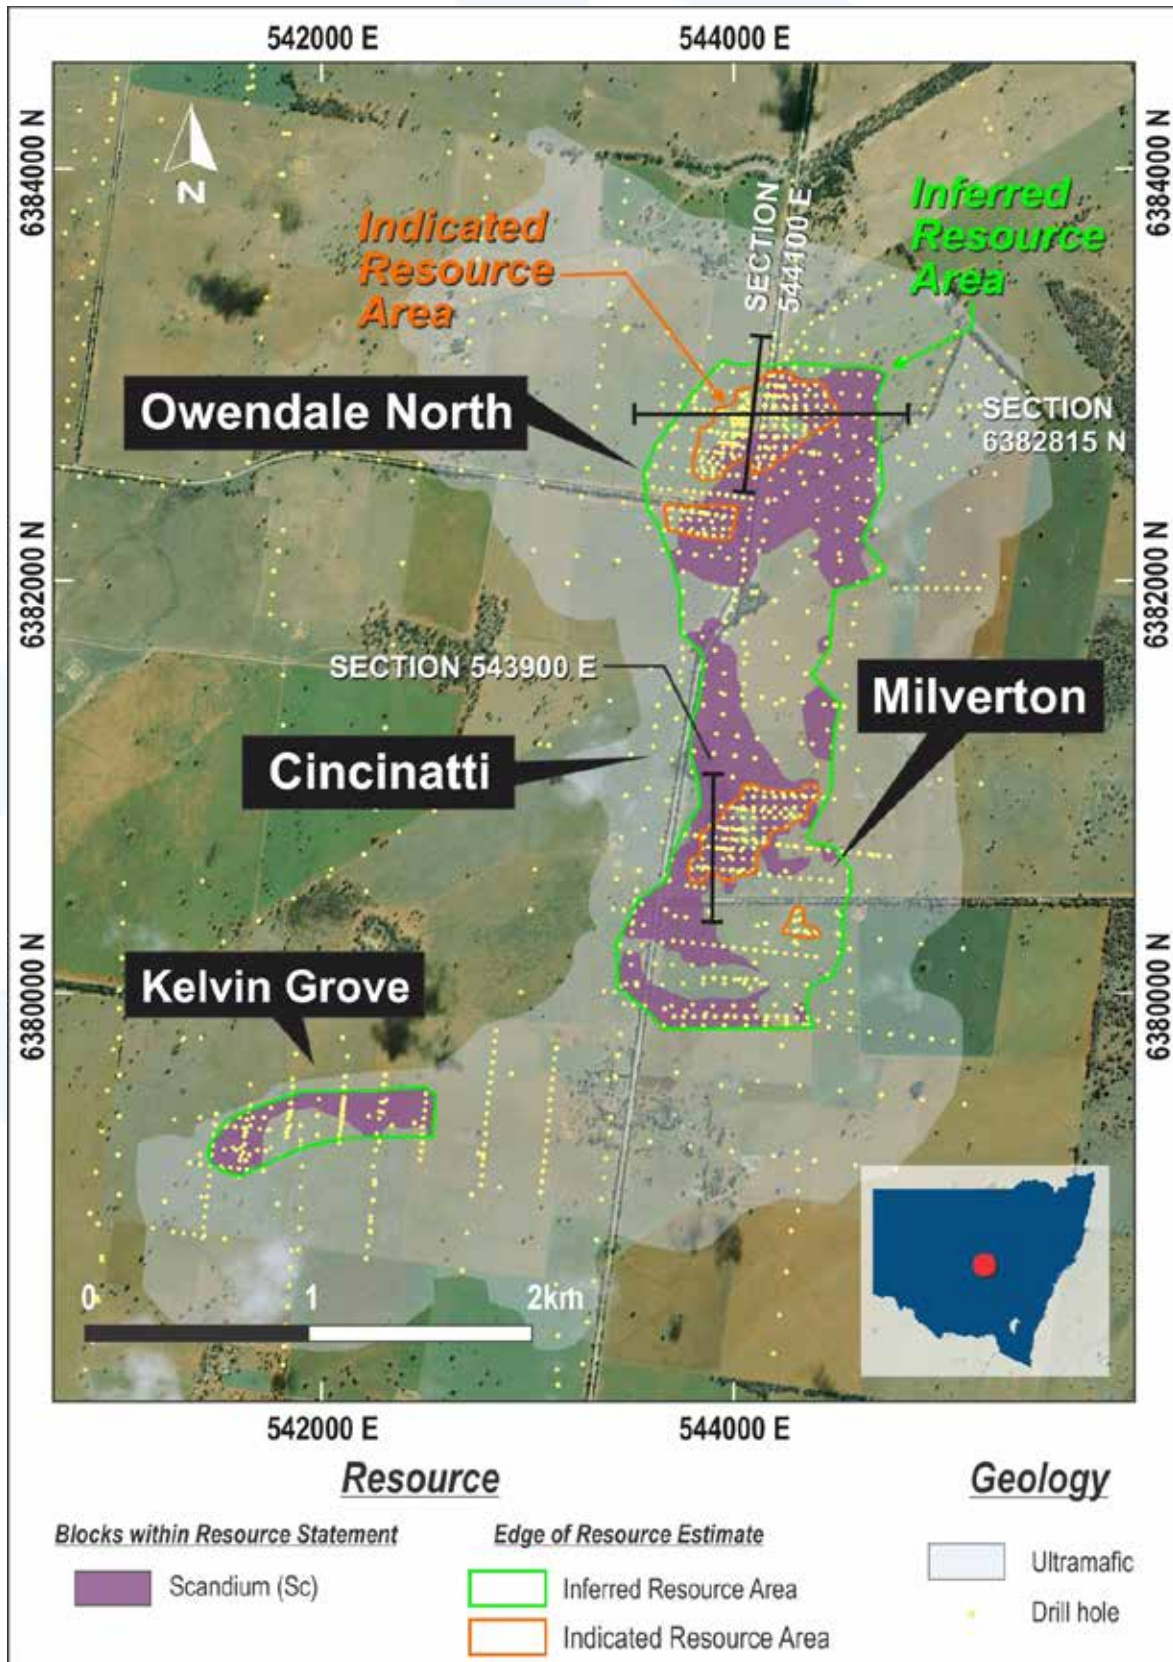 542000 E
544000 E
6384000 N
6384000 N
N
Indicated
Resource
Area
SECTION
544100 E
Inferred
Resource
Area
Owendale North
SECTION
6382815 N
6382000 N
6382000 N
SECTION 543900 E
Milverton
Cincinatti
Kelvin Grove
6380000 N
6380000 N
0
1
2km
542000 E
544000 E
Resource
Geology
Blocks within Resource Statement
Edge of Resource Estimate
Scandium (Sc)
Inferred Resource Area
Indicated Resource Area
Ultramafic
Drill hole